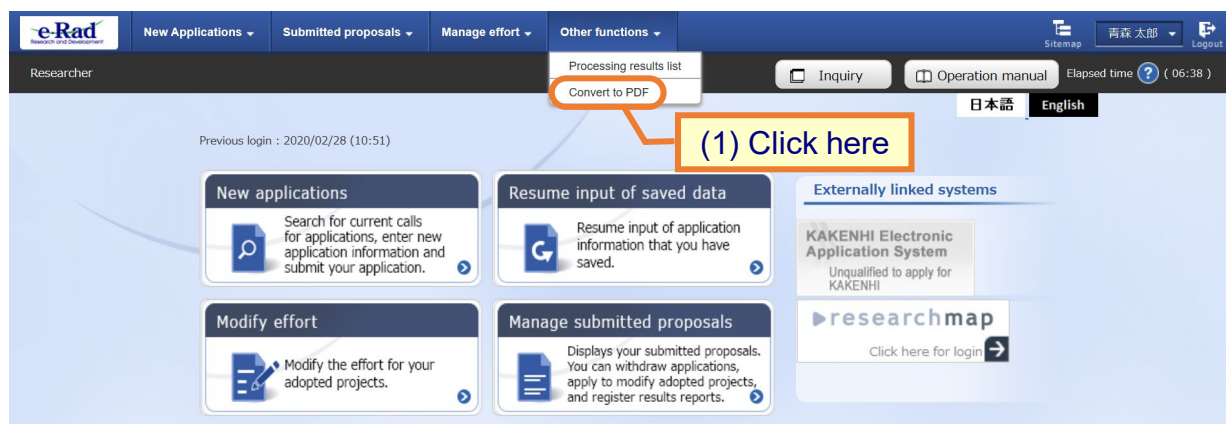 e-Rad
Research and Development
New Applications
Submitted proposals
Manage effort
Other functions
Sitemap
青森 太郎
Logout
Researcher
Processing results list
Convert to PDF
Inquiry
Operation manual
Elapsed time ? ( 06:38 )
日本語
English
(1) Click here
Previous login : 2020/02/28 (10:51)
New applications
Search for current calls
for applications, enter new
application information and
submit your application.
Resume input of saved data
Resume input of application
information that you have
saved.
Externally linked systems
KAKENHI Electronic
Application System
Unqualified to apply for
KAKENHI
Modify effort
Modify the effort for your
adopted projects.
Manage submitted proposals
Displays your submitted proposals.
You can withdraw applications,
apply to modify adopted projects,
and register results reports.
researchmap
Click here for login